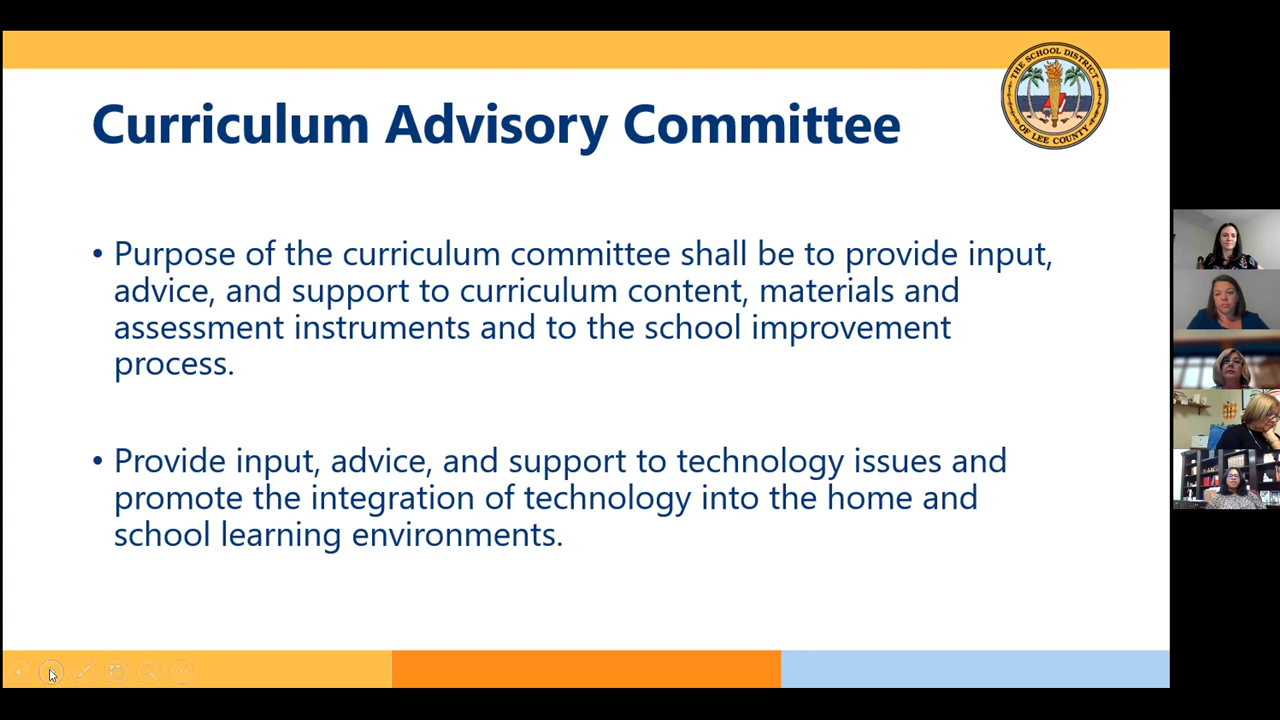 THE SCHOOL DISTRICT
OF LEE COUNTY
Curriculum Advisory Committee
• Purpose of the curriculum committee shall be to provide input,
advice, and support to curriculum content, materials and
assessment instruments and to the school improvement
process.
• Provide input, advice, and support to technology issues and
promote the integration of technology into the home and
school learning environments.